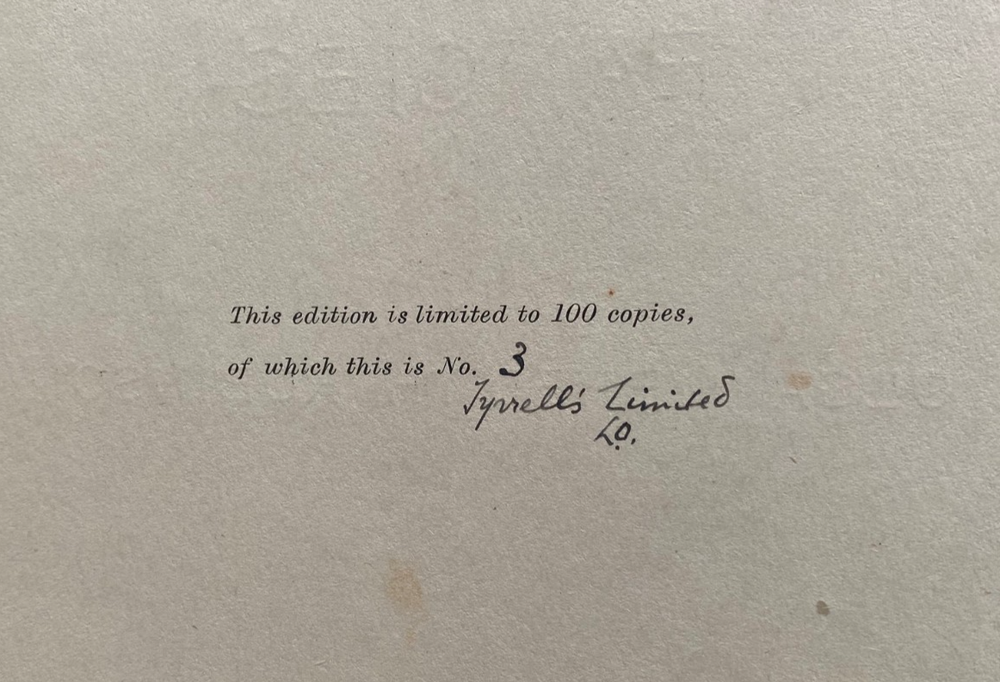 This edition is limited to 100 copies,
of which this is No. 3
Tyrrell's Limited